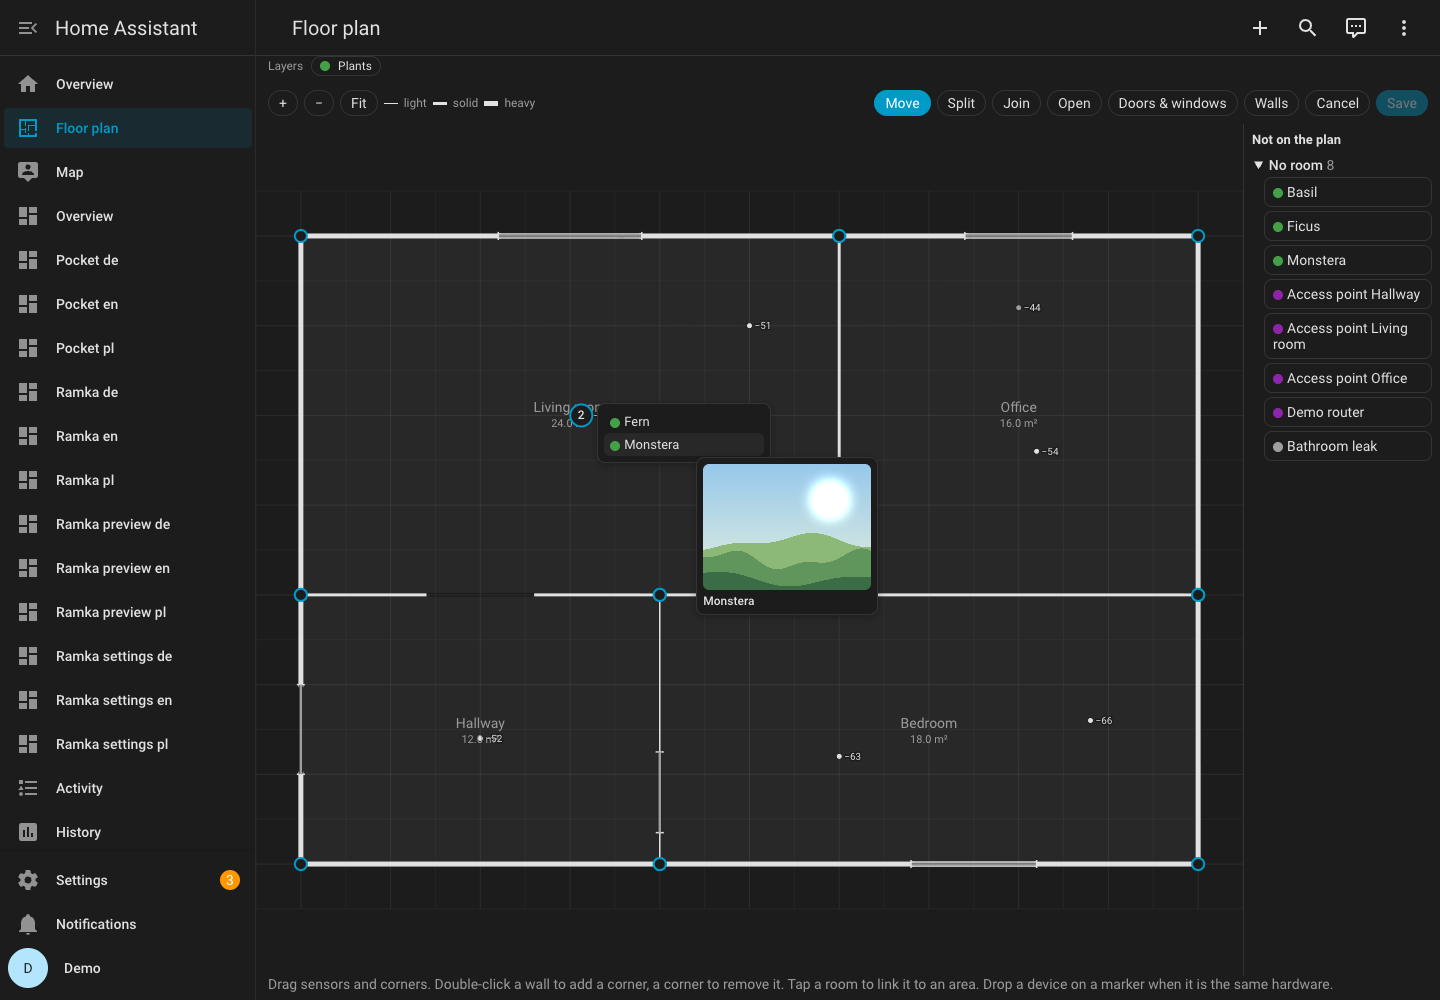 Home Assistant
Floor plan
Overview
Floor plan
Map
Overview
Pocket de
Pocket en
Pocket pl
Ramka de
Ramka en
Ramka pl
Ramka preview de
Ramka preview en
Ramka preview pl
Ramka settings de
Ramka settings en
Ramka settings pl
Activity
History
Settings
3
Notifications
D
Demo
Layers
Plants
+
−
Fit
light
solid
heavy
Move
Split
Join
Open
Doors & windows
Walls
Cancel
Save
−51
−44
2
Fern
Monstera
Office
16.0 m²
−54
Monstera
Hallway
−52
Bedroom
18.0 m²
−63
−66
Not on the plan
No room 8
Basil
Ficus
Monstera
Access point Hallway
Access point Living
room
Access point Office
Demo router
Bathroom leak
Drag sensors and corners. Double-click a wall to add a corner, a corner to remove it. Tap a room to link it to an area. Drop a device on a marker when it is the same hardware.